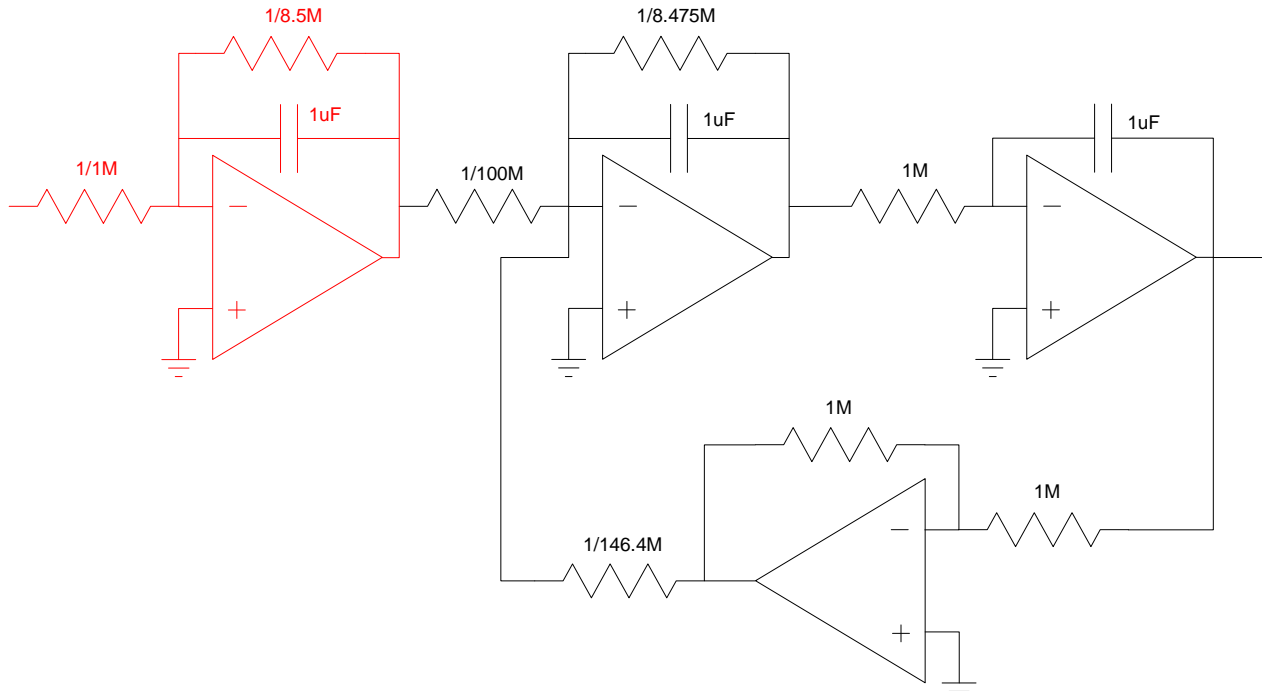 1/8.5M
1/8.475M
1uF
1uF
1uF
1/1M
1/100M
1M
−
−
−
+
+
+
1M
1M
−
1/146.4M
+